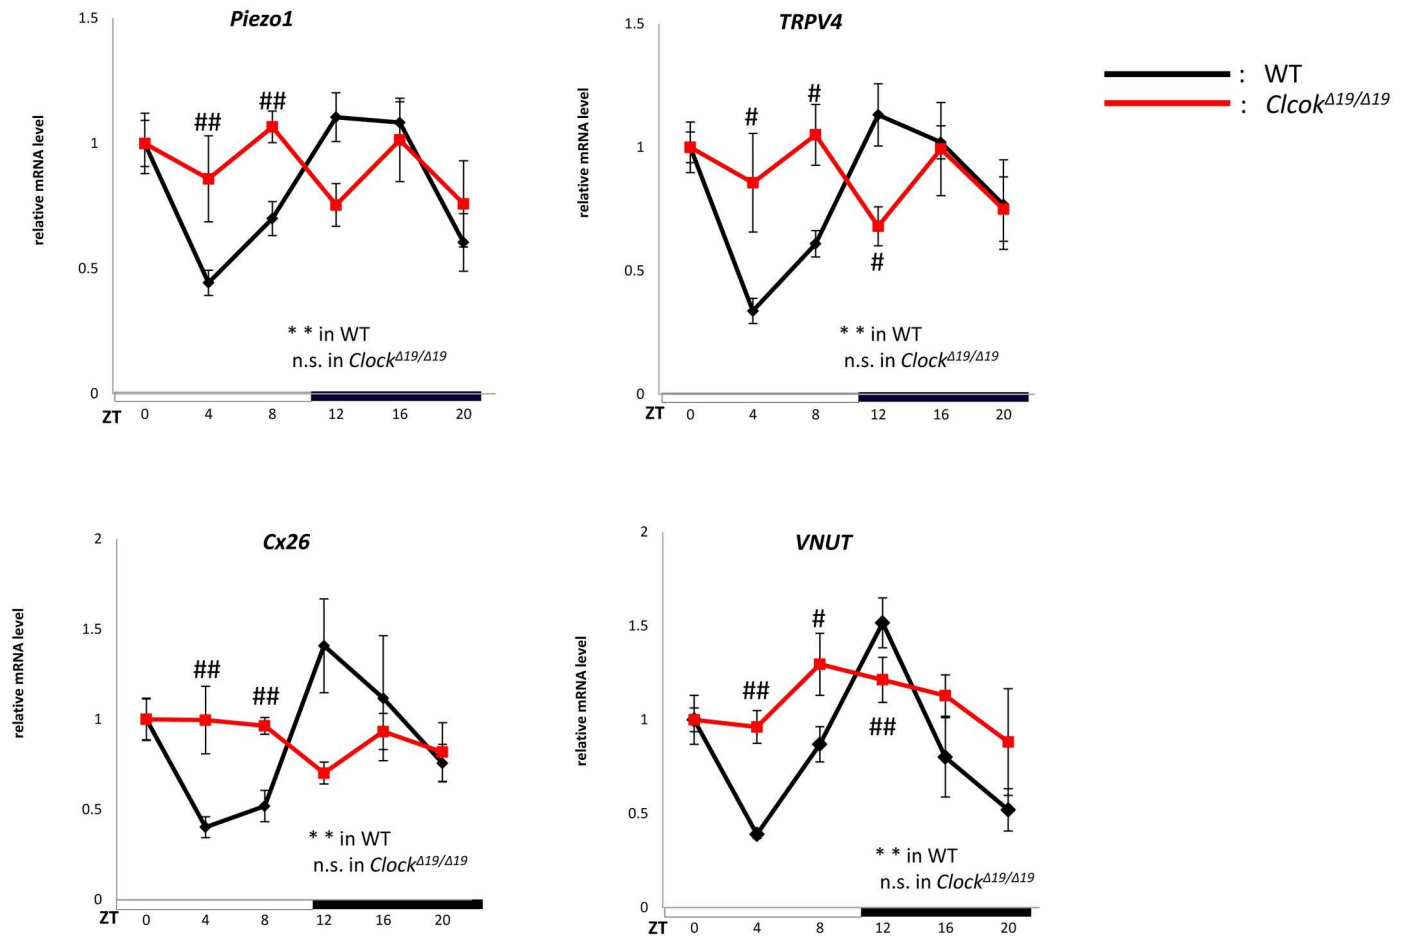 Piezo1
1.5
1
0.5
0
relative mRNA level
##
##
* * in WT
n.s. in Clock^Δ19/Δ19
ZT 0 4 8 12 16 20
TRPV4
1.5
1
0.5
0
relative mRNA level
#
#
#
* * in WT
n.s. in Clock^Δ19/Δ19
ZT 0 4 8 12 16 20
: WT
: Clcok^Δ19/Δ19
Cx26
2
1.5
1
0.5
0
relative mRNA level
##
##
* * in WT
n.s. in Clock^Δ19/Δ19
ZT 0 4 8 12 16 20
VNUT
2
1.5
1
0.5
0
relative mRNA level
##
#
##
* * in WT
n.s. in Clock^Δ19/Δ19
ZT 0 4 8 12 16 20